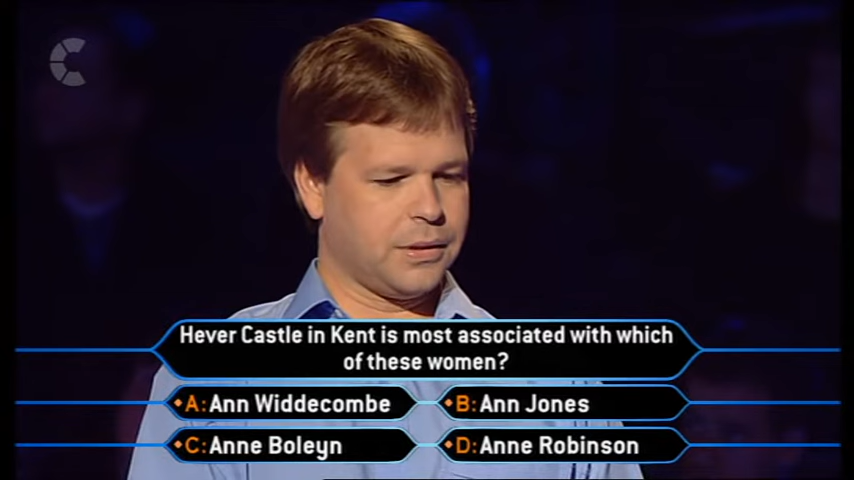 Hever Castle in Kent is most associated with which
of these women?
A: Ann Widdecombe
B: Ann Jones
C: Anne Boleyn
D: Anne Robinson